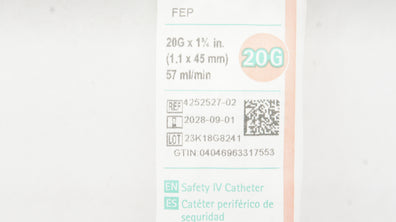 FEP
20G x 1¾ in.
(1.1 x 45 mm)
57 ml/min
20G
REF 4252527-02
2028-09-01
LOT 23K18G8241
GTIN: 04046963317553
EN Safety IV Catheter
ES Catéter periférico de
seguridad